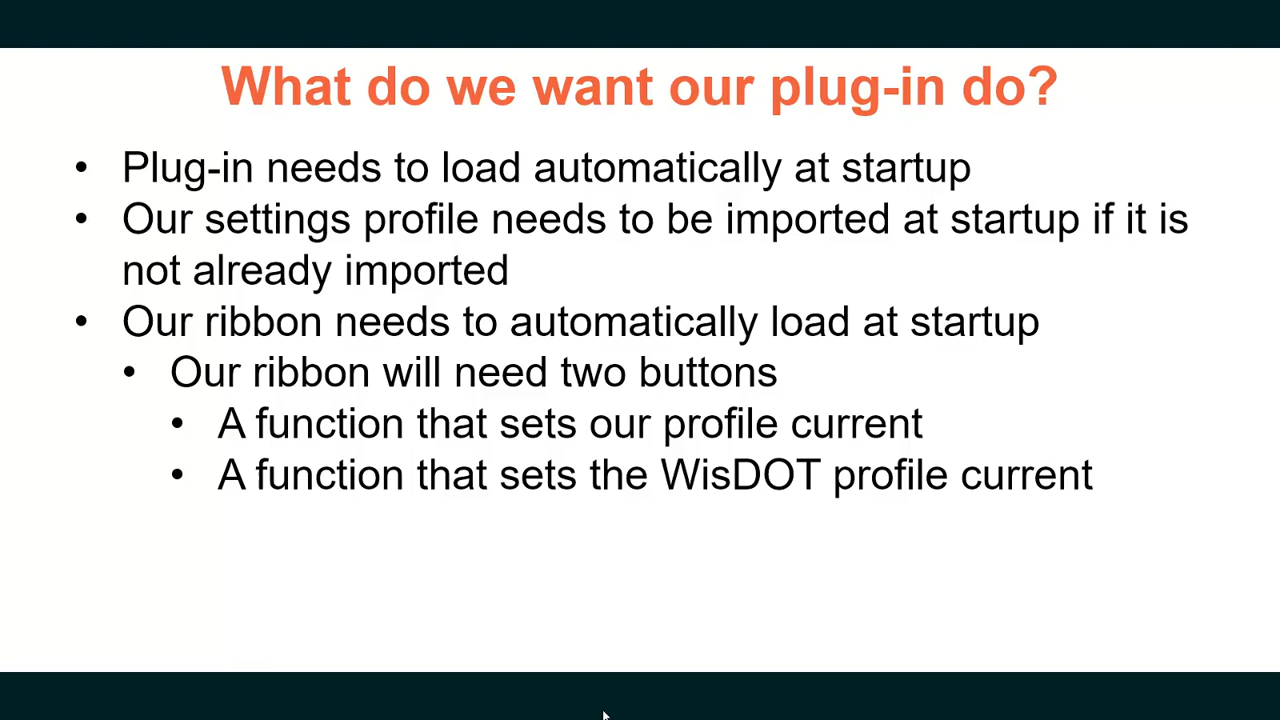 What do we want our plug-in do?
• Plug-in needs to load automatically at startup
• Our settings profile needs to be imported at startup if it is
not already imported
• Our ribbon needs to automatically load at startup
• Our ribbon will need two buttons
• A function that sets our profile current
• A function that sets the WisDOT profile current